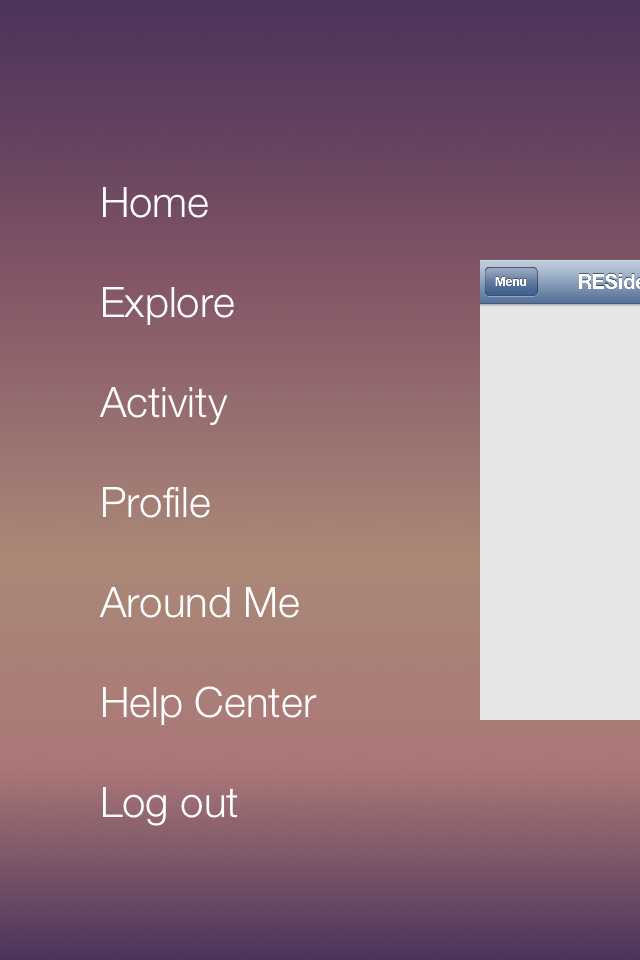 Home
Explore
Menu
Activity
Profile
Around Me
Help Center
Log out